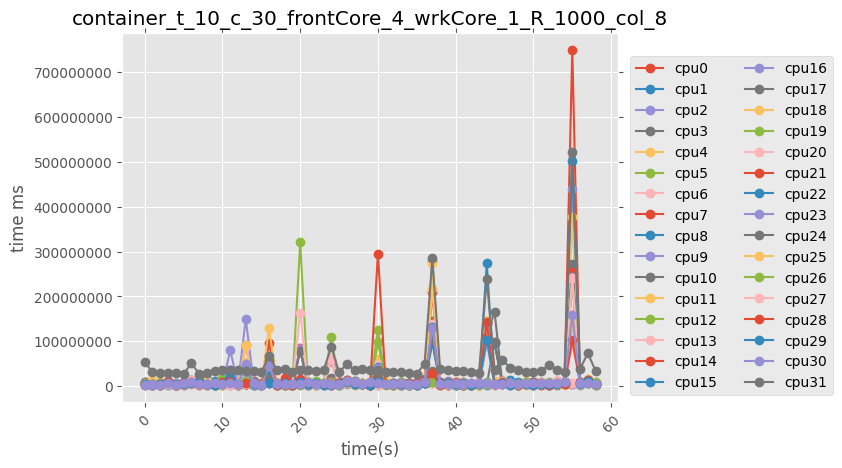 container_t_10_c_30_frontCore_4_wrkCore_1_R_1000_col_8
time ms
700000000
600000000
500000000
400000000
300000000
200000000
100000000
0
0
10
20
30
40
50
60
time(s)
cpu0
cpu1
cpu2
cpu3
cpu4
cpu5
cpu6
cpu7
cpu8
cpu9
cpu10
cpu11
cpu12
cpu13
cpu14
cpu15
cpu16
cpu17
cpu18
cpu19
cpu20
cpu21
cpu22
cpu23
cpu24
cpu25
cpu26
cpu27
cpu28
cpu29
cpu30
cpu31